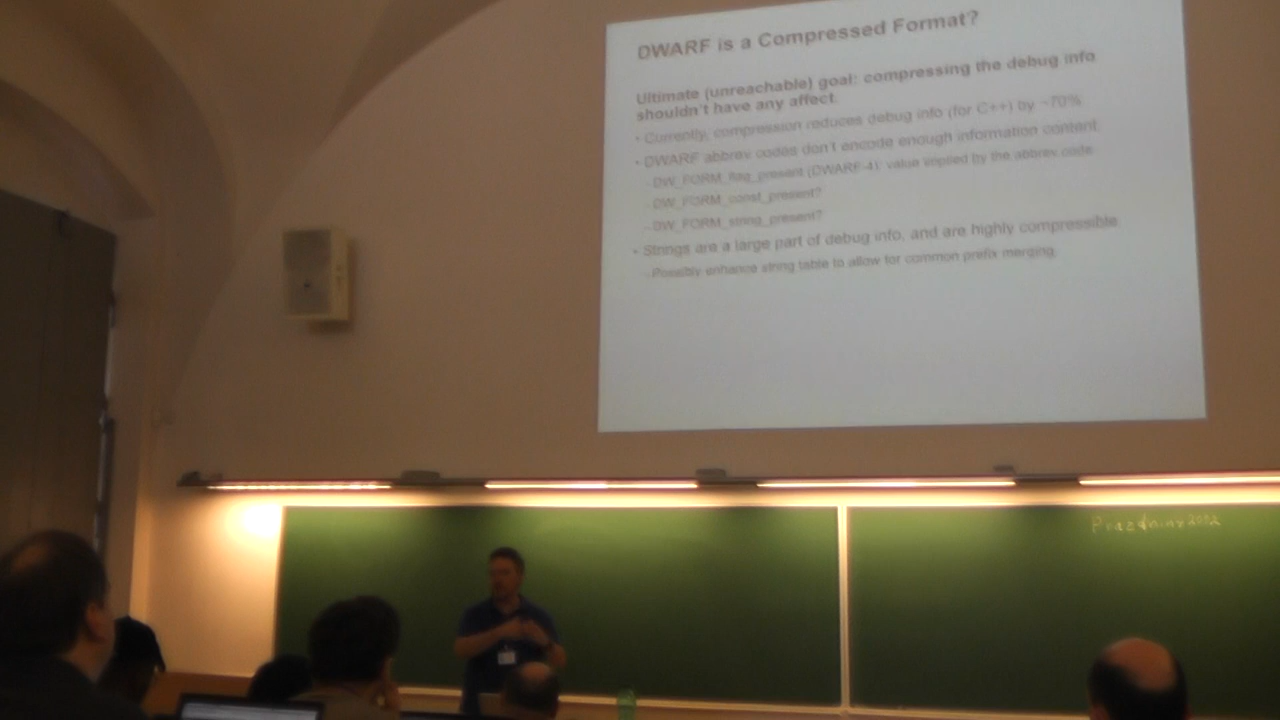 DWARF is a Compressed Format?
Ultimate (unreachable) goal: compressing the debug info
shouldn't have any affect.
• Currently, compression reduces debug info (for C++) by ~70%
• DWARF abbrev codes don't encode enough information content.
– DW_FORM_flag_present (DWARF-4): value implied by the abbrev code
– DW_FORM_const_present?
– DW_FORM_string_present?
• Strings are a large part of debug info, and are highly compressible.
– Possibly enhance string table to allow for common prefix merging.